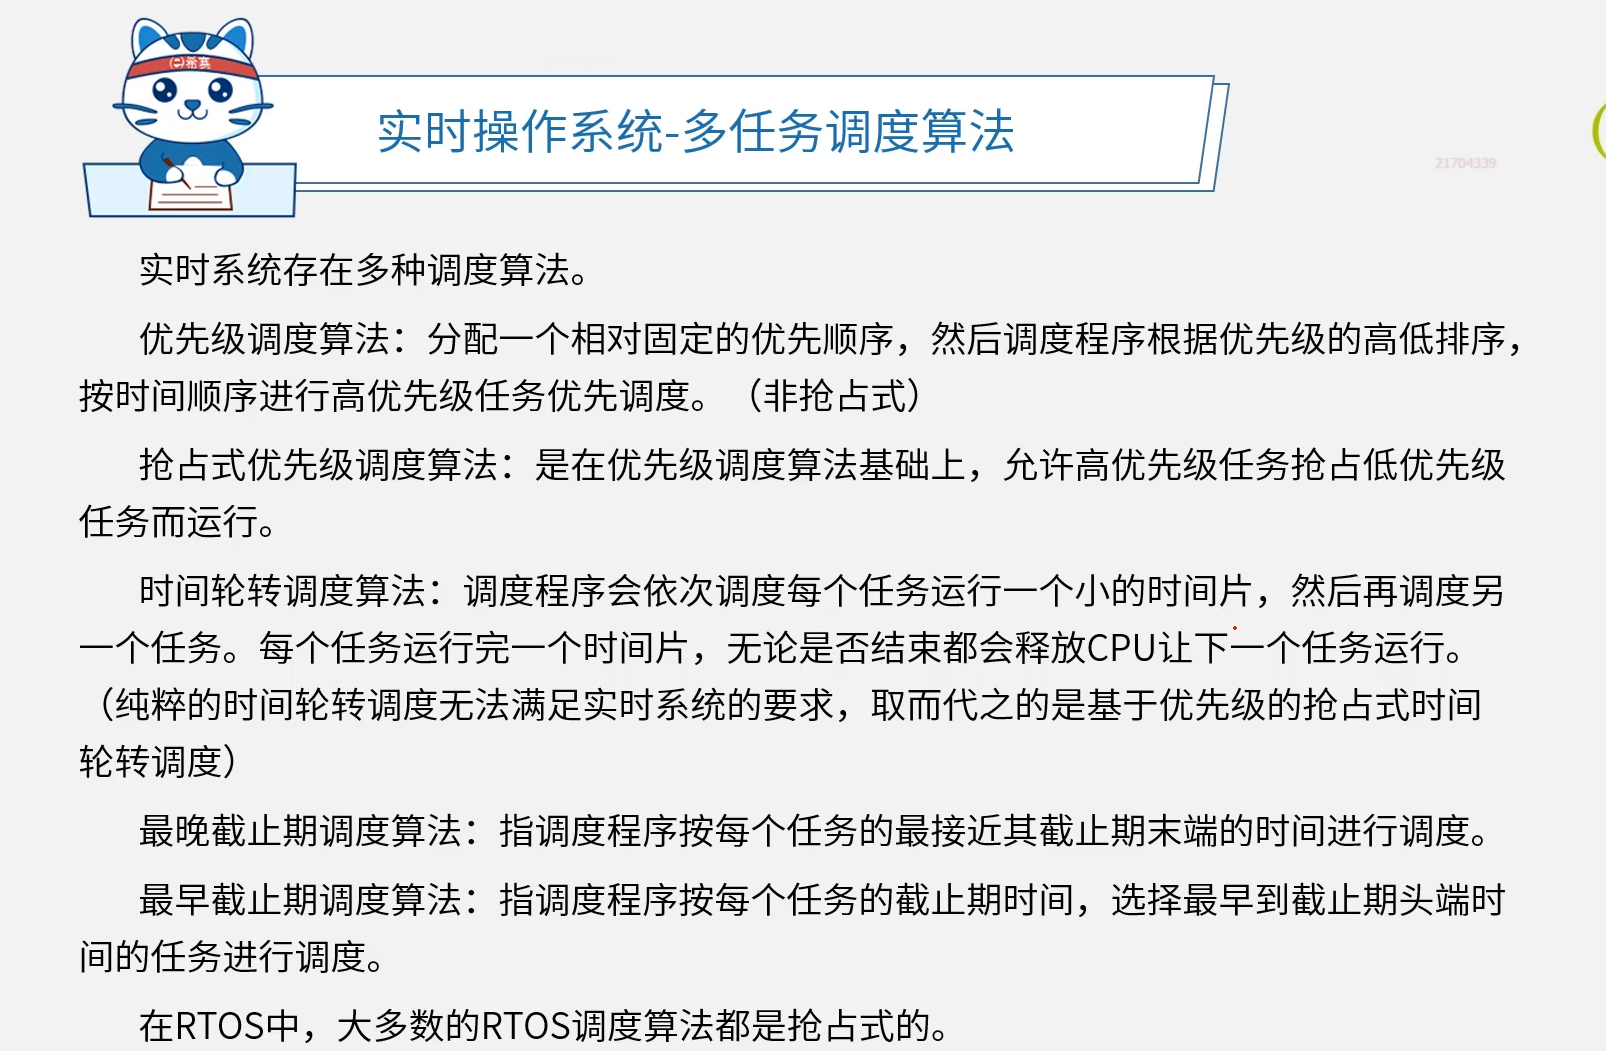 希赛
实时操作系统-多任务调度算法
21704339
实时系统存在多种调度算法。
优先级调度算法：分配一个相对固定的优先顺序，然后调度程序根据优先级的高低排序，
按时间顺序进行高优先级任务优先调度。（非抢占式）
抢占式优先级调度算法：是在优先级调度算法基础上，允许高优先级任务抢占低优先级
任务而运行。
时间轮转调度算法：调度程序会依次调度每个任务运行一个小的时间片，然后再调度另
一个任务。每个任务运行完一个时间片，无论是否结束都会释放CPU让下一个任务运行。
（纯粹的时间轮转调度无法满足实时系统的要求，取而代之的是基于优先级的抢占式时间
轮转调度）
最晚截止期调度算法：指调度程序按每个任务的最接近其截止期末端的时间进行调度。
最早截止期调度算法：指调度程序按每个任务的截止期时间，选择最早到截止期头端时
间的任务进行调度。
在RTOS中，大多数的RTOS调度算法都是抢占式的。